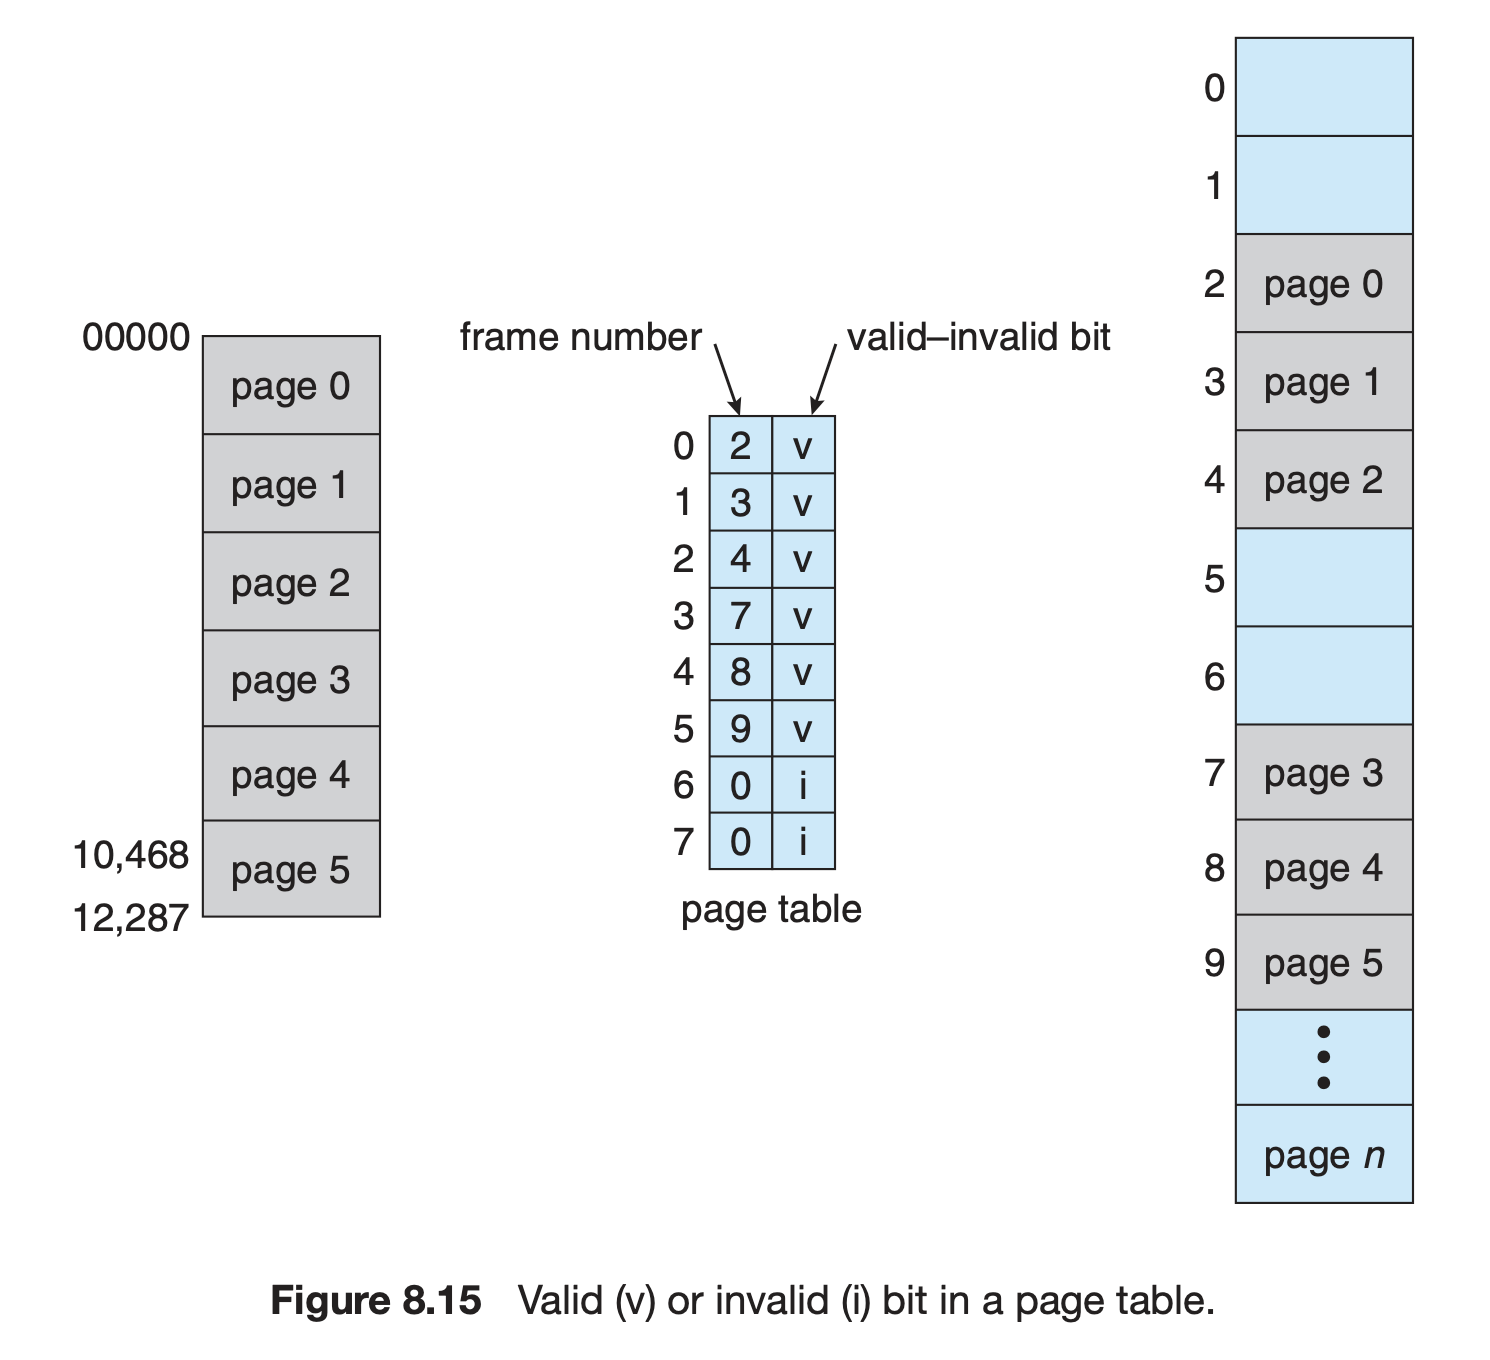 00000
page 0
page 1
page 2
page 3
page 4
10,468
page 5
12,287
frame number
valid–invalid bit
0 2 v
1 3 v
2 4 v
3 7 v
4 8 v
5 9 v
6 0 i
7 0 i
page table
0
1
2 page 0
3 page 1
4 page 2
5
6
7 page 3
8 page 4
9 page 5
page n
Figure 8.15 Valid (v) or invalid (i) bit in a page table.